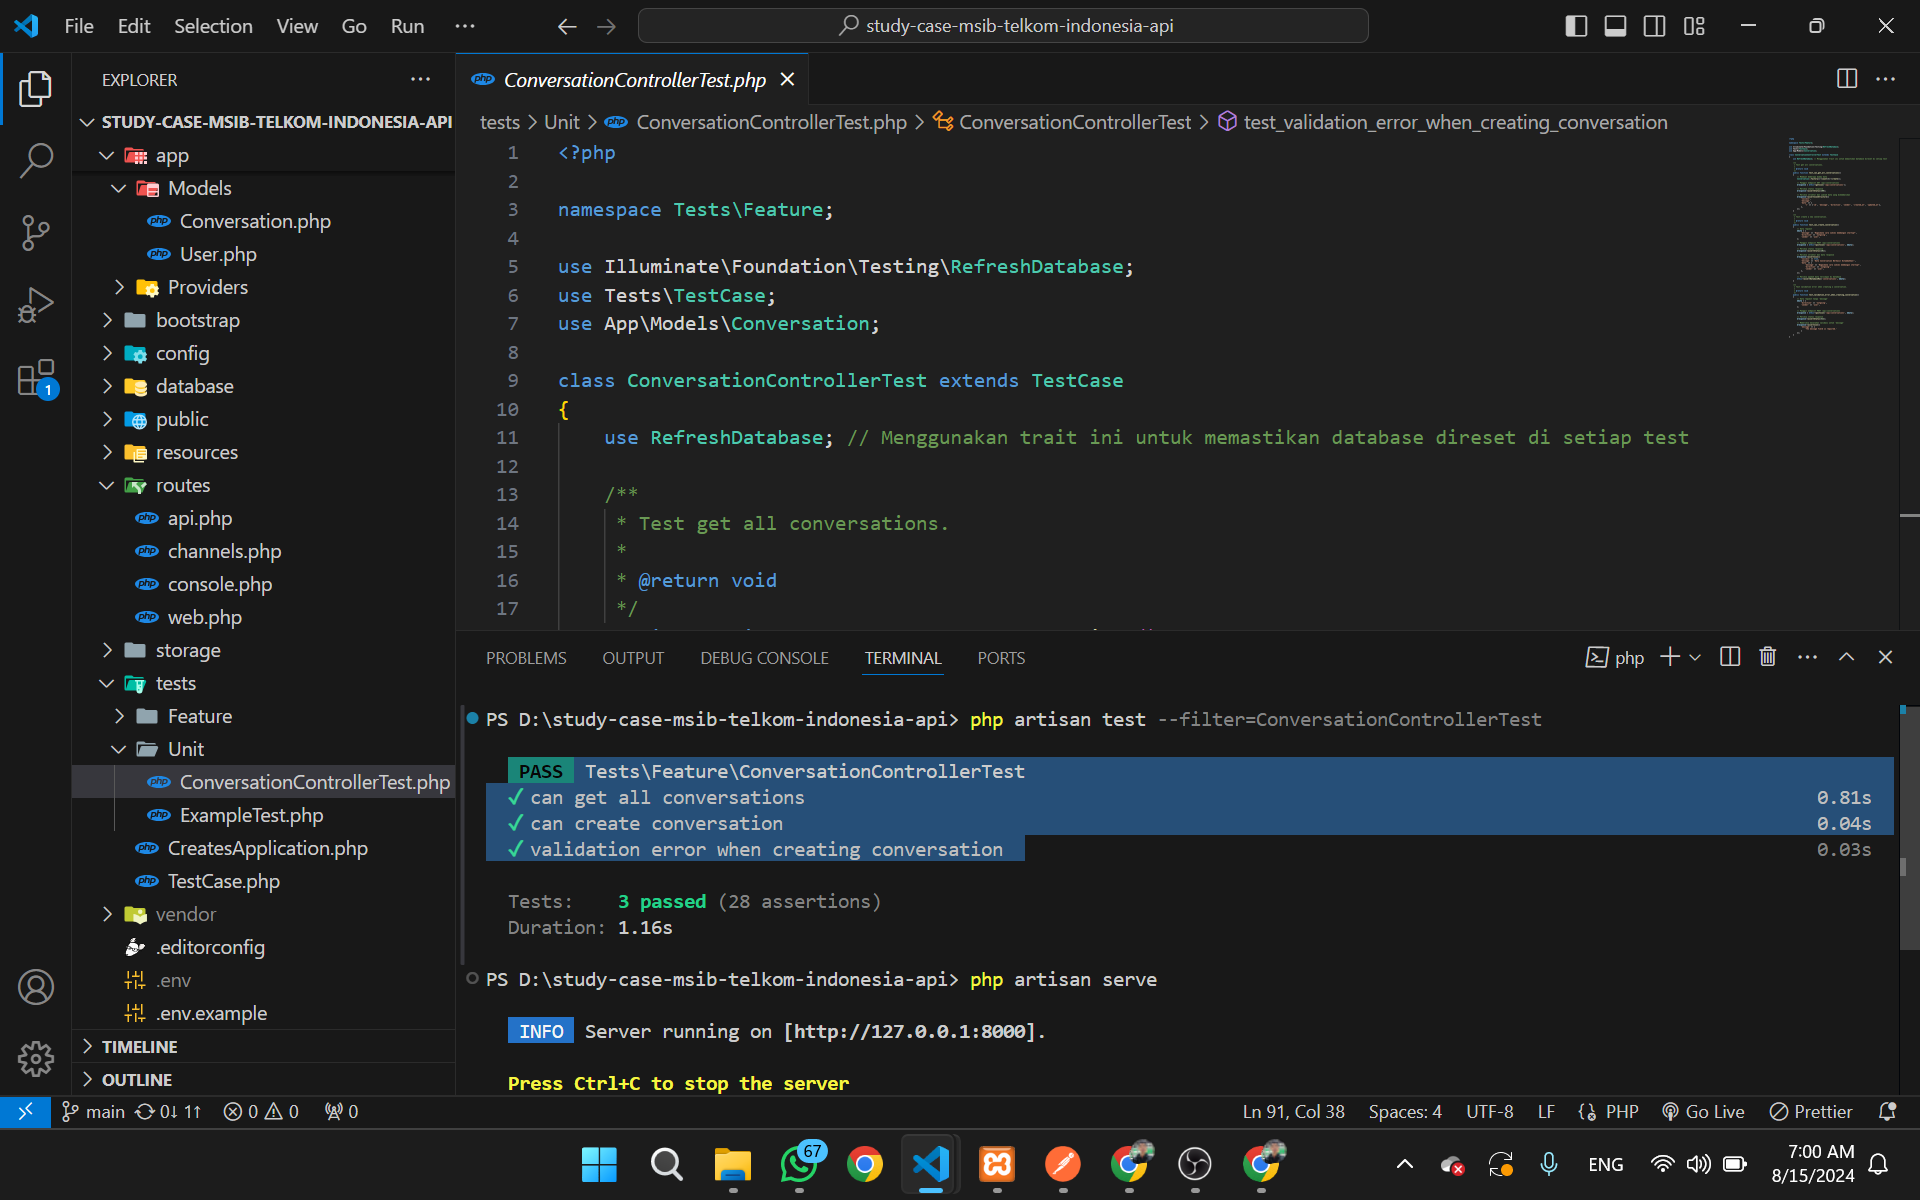 File Edit Selection View Go Run ··· study-case-msib-telkom-indonesia-api
EXPLORER ···
STUDY-CASE-MSIB-TELKOM-INDONESIA-API
app
Models
Conversation.php
User.php
Providers
bootstrap
config
database
public
resources
routes
api.php
channels.php
console.php
web.php
storage
tests
Feature
Unit
ConversationControllerTest.php
ExampleTest.php
CreatesApplication.php
TestCase.php
vendor
.editorconfig
.env
.env.example
TIMELINE
OUTLINE
1
ConversationControllerTest.php
tests > Unit > ConversationControllerTest.php > ConversationControllerTest > test_validation_error_when_creating_conversation
1 <?php
2
3 namespace Tests\Feature;
4
5 use Illuminate\Foundation\Testing\RefreshDatabase;
6 use Tests\TestCase;
7 use App\Models\Conversation;
8
9 class ConversationControllerTest extends TestCase
10 {
11 use RefreshDatabase; // Menggunakan trait ini untuk memastikan database direset di setiap test
12
13 /**
14 * Test get all conversations.
15 *
16 * @return void
17 */
PROBLEMS OUTPUT DEBUG CONSOLE TERMINAL PORTS php
PS D:\study-case-msib-telkom-indonesia-api> php artisan test --filter=ConversationControllerTest
PASS Tests\Feature\ConversationControllerTest
✓ can get all conversations 0.81s
✓ can create conversation 0.04s
✓ validation error when creating conversation 0.03s
Tests: 3 passed (28 assertions)
Duration: 1.16s
PS D:\study-case-msib-telkom-indonesia-api> php artisan serve
INFO Server running on [http://127.0.0.1:8000].
Press Ctrl+C to stop the server
main 0↓ 1↑ 0 0 0 Ln 91, Col 38 Spaces: 4 UTF-8 LF PHP Go Live Prettier
67 ENG 7:00 AM
8/15/2024